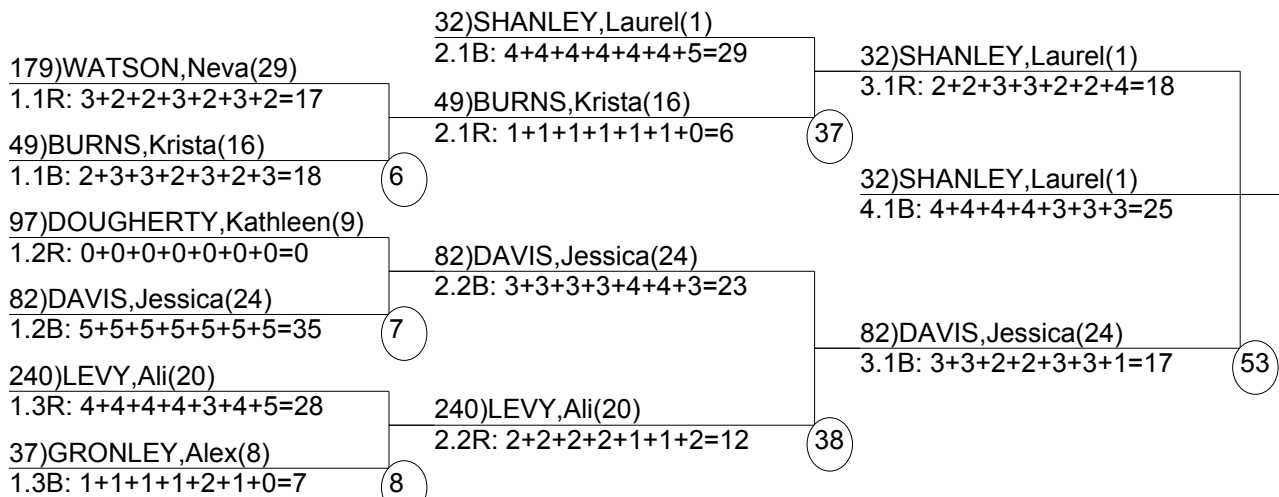 32)SHANLEY,Laurel(1)
2.1B: 4+4+4+4+4+4+5=29
179)WATSON,Neva(29)
1.1R: 3+2+2+3+2+3+2=17
32)SHANLEY,Laurel(1)
3.1R: 2+2+3+3+2+2+4=18
49)BURNS,Krista(16)
2.1R: 1+1+1+1+1+1+0=6
37
49)BURNS,Krista(16)
1.1B: 2+3+3+2+3+2+3=18
6
32)SHANLEY,Laurel(1)
4.1B: 4+4+4+4+3+3+3=25
97)DOUGHERTY,Kathleen(9)
1.2R: 0+0+0+0+0+0+0=0
82)DAVIS,Jessica(24)
2.2B: 3+3+3+3+4+4+3=23
82)DAVIS,Jessica(24)
1.2B: 5+5+5+5+5+5+5=35
7
82)DAVIS,Jessica(24)
3.1B: 3+3+2+2+3+3+1=17
53
240)LEVY,Ali(20)
1.3R: 4+4+4+4+3+4+5=28
240)LEVY,Ali(20)
2.2R: 2+2+2+2+1+1+2=12
38
37)GRONLEY,Alex(8)
1.3B: 1+1+1+1+2+1+0=7
8